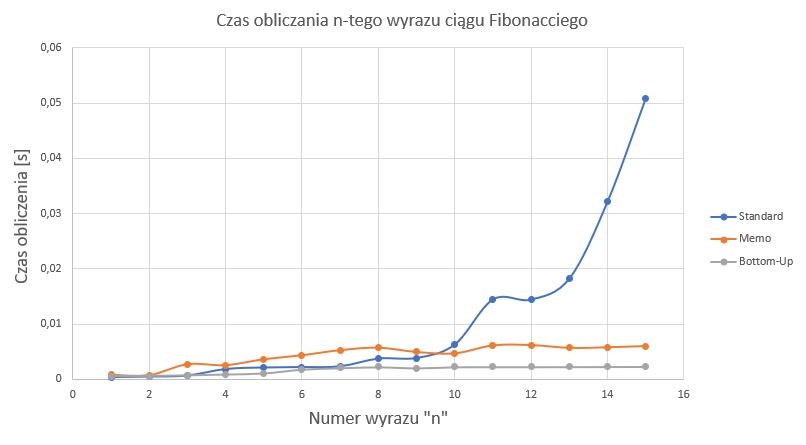 Czas obliczania n-tego wyrazu ciągu Fibonacciego
0,06
0,05
0,04
0,03
0,02
0,01
0
0 2 4 6 8 10 12 14 16
Czas obliczenia [s]
Numer wyrazu "n"
Standard
Memo
Bottom-Up